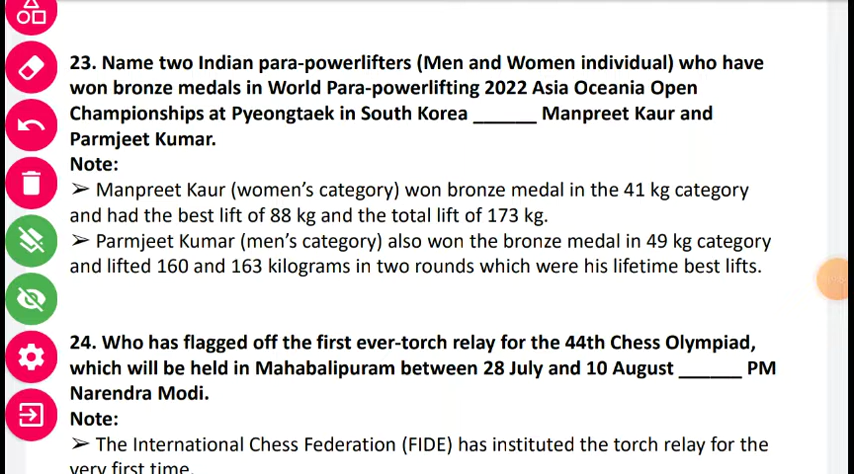 23. Name two Indian para-powerlifters (Men and Women individual) who have
won bronze medals in World Para-powerlifting 2022 Asia Oceania Open
Championships at Pyeongtaek in South Korea ______ Manpreet Kaur and
Parmjeet Kumar.
Note:
➢ Manpreet Kaur (women's category) won bronze medal in the 41 kg category
and had the best lift of 88 kg and the total lift of 173 kg.
➢ Parmjeet Kumar (men's category) also won the bronze medal in 49 kg category
and lifted 160 and 163 kilograms in two rounds which were his lifetime best lifts.
24. Who has flagged off the first ever-torch relay for the 44th Chess Olympiad,
which will be held in Mahabalipuram between 28 July and 10 August ______ PM
Narendra Modi.
Note:
➢ The International Chess Federation (FIDE) has instituted the torch relay for the
very first time.